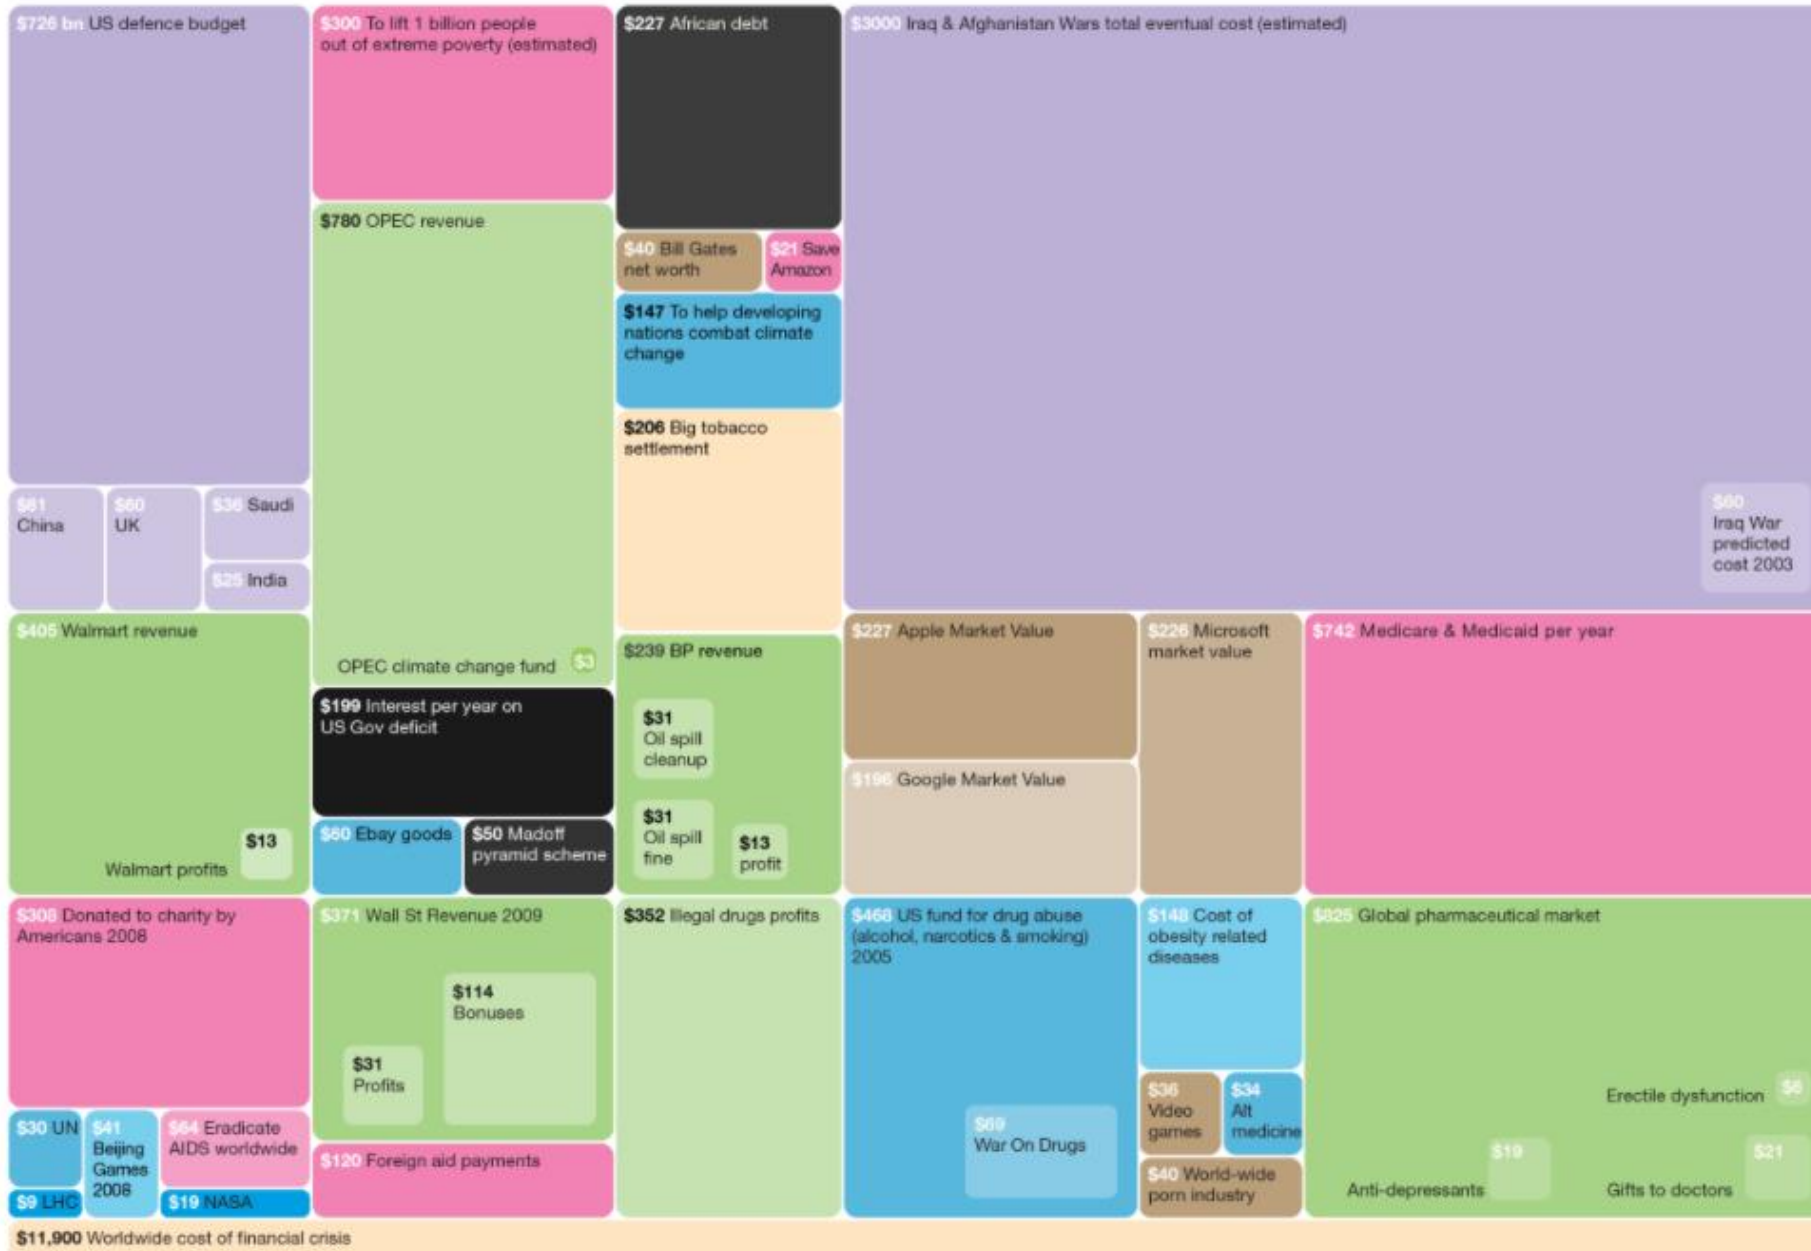 $726 bn US defence budget
$61
China
$60
UK
$36 Saudi
$25 India
$405 Walmart revenue
$13
Walmart profits
$308 Donated to charity by
Americans 2008
$30 UN
$9 LHC
$41
Beijing
Games
2008
$64 Eradicate
AIDS worldwide
$19 NASA
$300 To lift 1 billion people
out of extreme poverty (estimated)
$780 OPEC revenue
OPEC climate change fund $3
$199 Interest per year on
US Gov deficit
$60 Ebay goods
$50 Madoff
pyramid scheme
$371 Wall St Revenue 2009
$114
Bonuses
$31
Profits
$120 Foreign aid payments
$227 African debt
$40 Bill Gates
net worth
$21 Save
Amazon
$147 To help developing
nations combat climate
change
$206 Big tobacco
settlement
$239 BP revenue
$31
Oil spill
cleanup
$31
Oil spill
fine
$13
profit
$352 Illegal drugs profits
$3000 Iraq & Afghanistan Wars total eventual cost (estimated)
$60
Iraq War
predicted
cost 2003
$227 Apple Market Value
$196 Google Market Value
$226 Microsoft
market value
$742 Medicare & Medicaid per year
$468 US fund for drug abuse
(alcohol, narcotics & smoking)
2005
$69
War On Drugs
$148 Cost of
obesity related
diseases
$36
Video
games
$34
Alt
medicine
$40 World-wide
porn industry
$825 Global pharmaceutical market
Erectile dysfunction $6
$19
Anti-depressants
$21
Gifts to doctors
$11,900 Worldwide cost of financial crisis